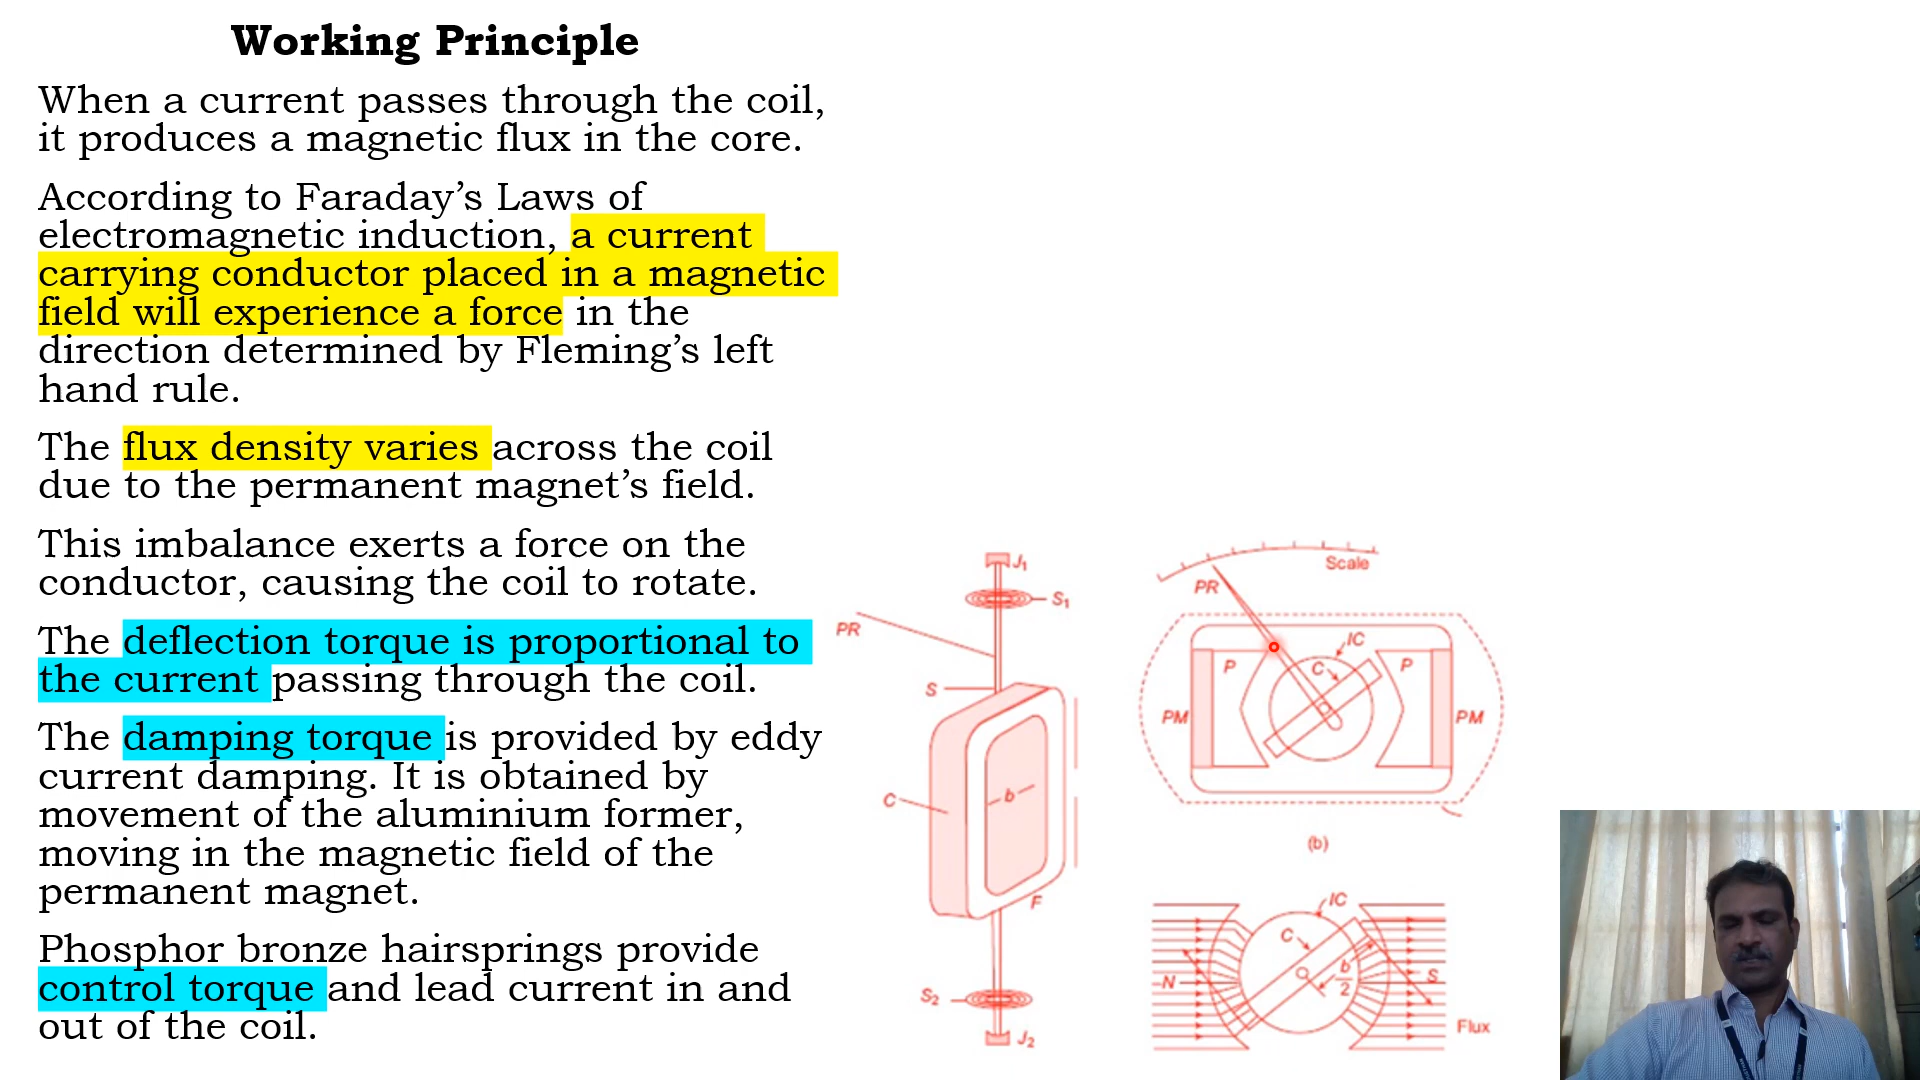 Working Principle
When a current passes through the coil,
it produces a magnetic flux in the core.
According to Faraday’s Laws of
electromagnetic induction, a current
carrying conductor placed in a magnetic
field will experience a force in the
direction determined by Fleming’s left
hand rule.
The flux density varies across the coil
due to the permanent magnet’s field.
This imbalance exerts a force on the
conductor, causing the coil to rotate.
The deflection torque is proportional to
the current passing through the coil.
The damping torque is provided by eddy
current damping. It is obtained by
movement of the aluminium former,
moving in the magnetic field of the
permanent magnet.
Phosphor bronze hairsprings provide
control torque and lead current in and
out of the coil.
J1
S1
PR
S
C
b
F
S2
J2
Scale
PR
IC
C
P
P
PM
PM
(b)
IC
C
N
b
2
S
Flux